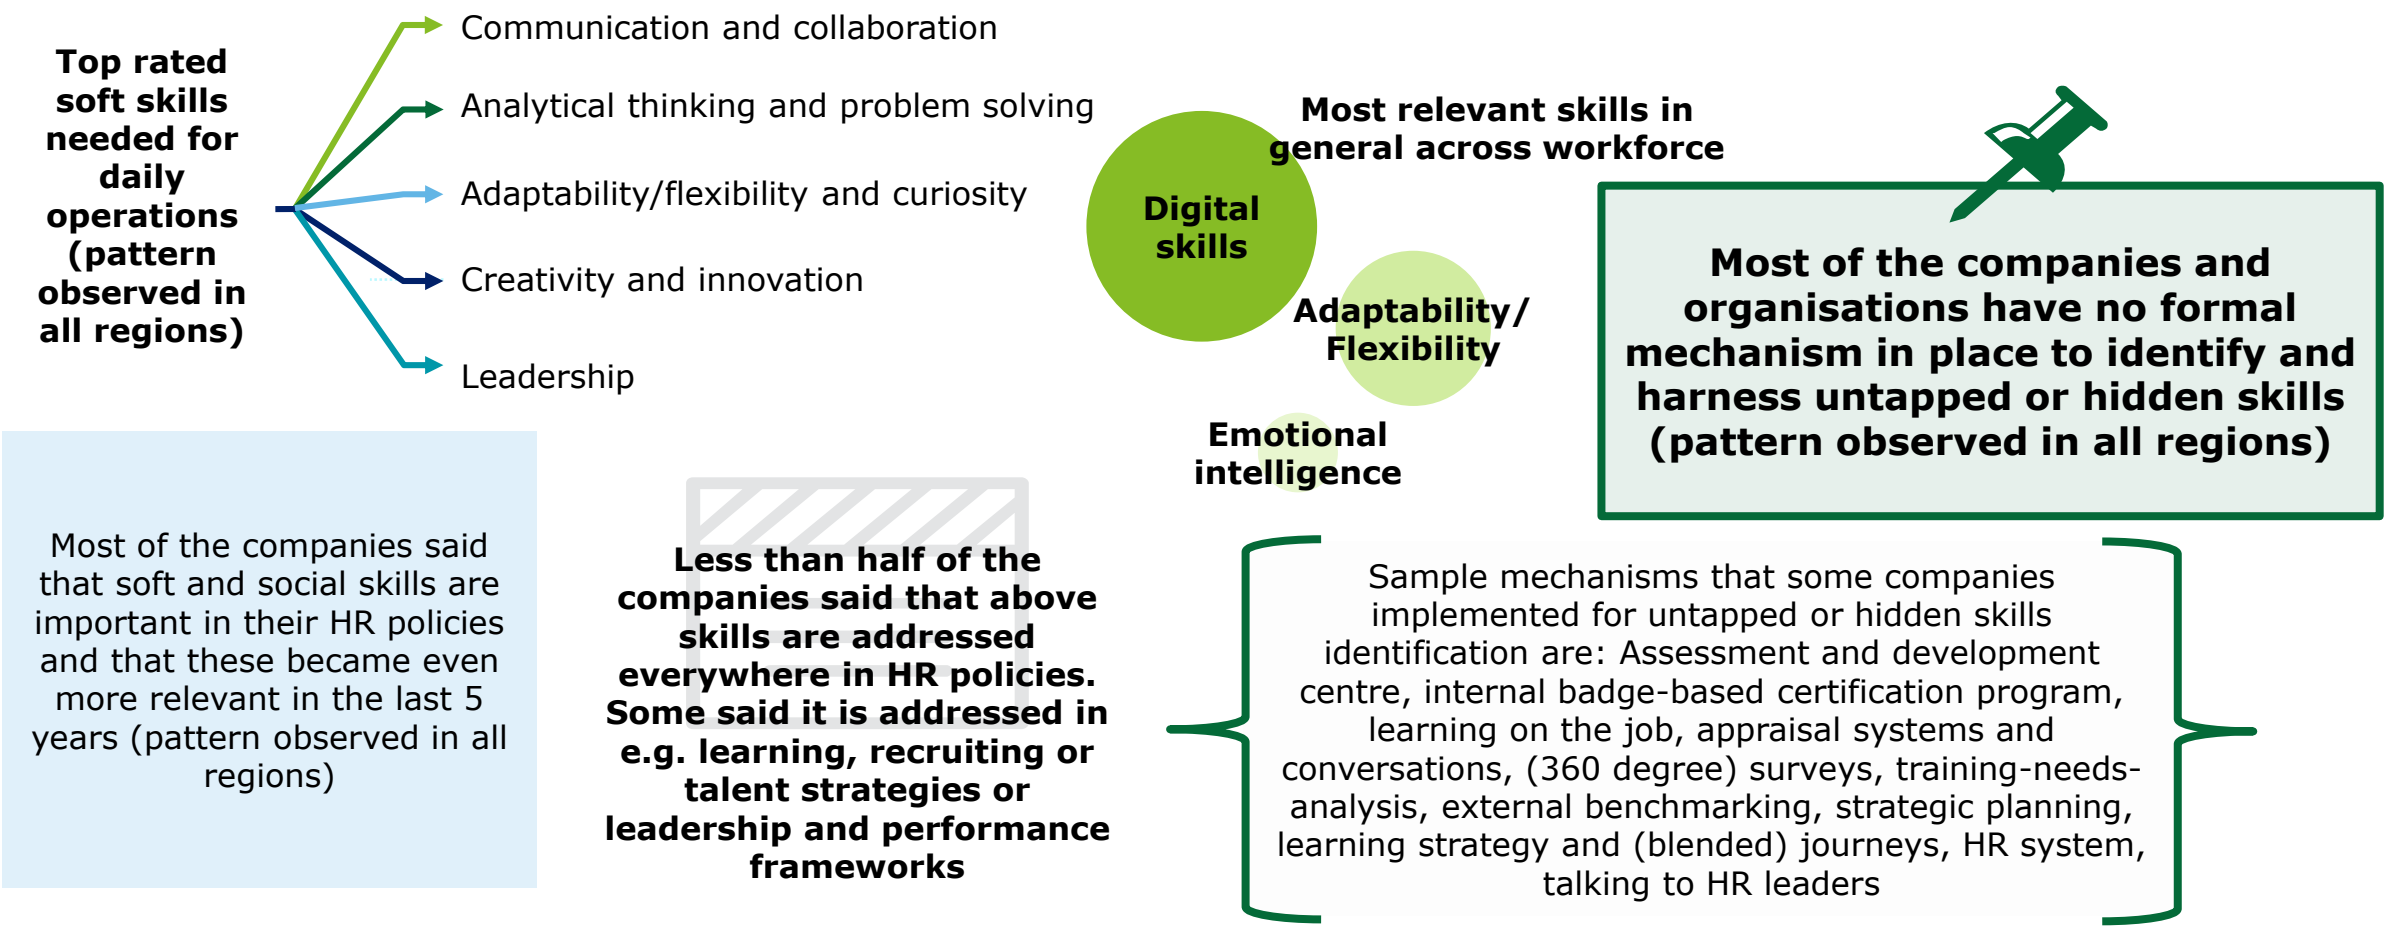 Top rated
soft skills
needed for
daily
operations
(pattern
observed in
all regions)
Communication and collaboration
Analytical thinking and problem solving
Adaptability/flexibility and curiosity
Creativity and innovation
Leadership
Most relevant skills in
general across workforce
Digital
skills
Adaptability/
Flexibility
Emotional
intelligence
Most of the companies and
organisations have no formal
mechanism in place to identify and
harness untapped or hidden skills
(pattern observed in all regions)
Most of the companies said
that soft and social skills are
important in their HR policies
and that these became even
more relevant in the last 5
years (pattern observed in all
regions)
Less than half of the
companies said that above
skills are addressed
everywhere in HR policies.
Some said it is addressed in
e.g. learning, recruiting or
talent strategies or
leadership and performance
frameworks
Sample mechanisms that some companies
implemented for untapped or hidden skills
identification are: Assessment and development
centre, internal badge-based certification program,
learning on the job, appraisal systems and
conversations, (360 degree) surveys, training-needs-
analysis, external benchmarking, strategic planning,
learning strategy and (blended) journeys, HR system,
talking to HR leaders